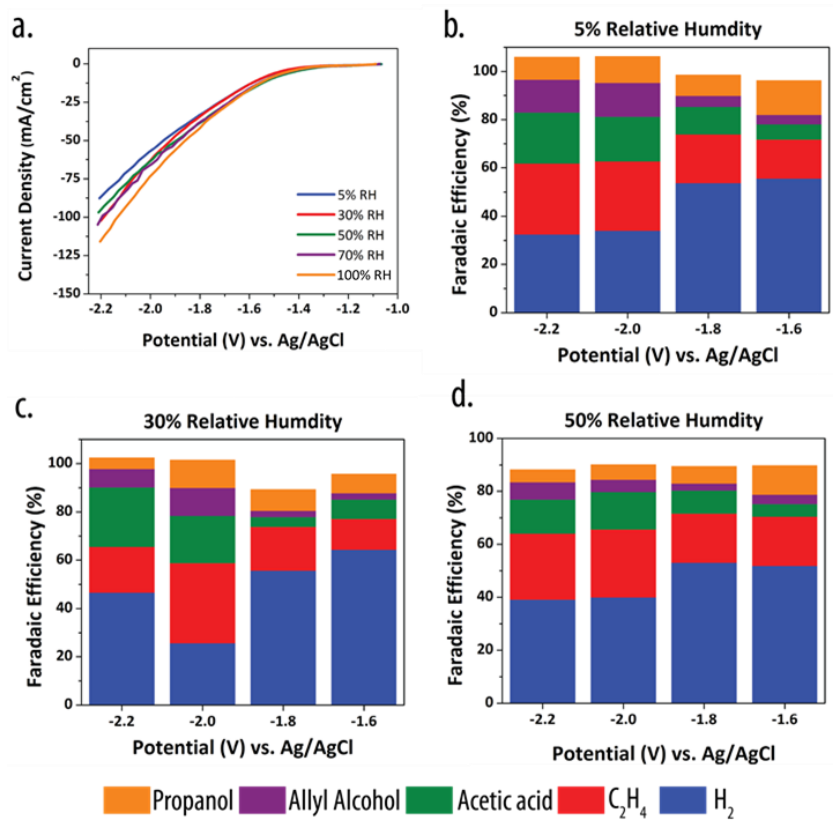 a.
Current Density (mA/cm²)
0
-25
-50
-75
-100
-125
-150
5% RH
30% RH
50% RH
70% RH
100% RH
-2.2 -2.0 -1.8 -1.6 -1.4 -1.2 -1.0
Potential (V) vs. Ag/AgCl
b.
5% Relative Humdity
Faradaic Efficiency (%)
100
80
60
40
20
0
-2.2 -2.0 -1.8 -1.6
Potential (V) vs. Ag/AgCl
c.
30% Relative Humdity
Faradaic Efficiency (%)
100
80
60
40
20
0
-2.2 -2.0 -1.8 -1.6
Potential (V) vs. Ag/AgCl
d.
50% Relative Humdity
Faradaic Efficiency (%)
100
80
60
40
20
0
-2.2 -2.0 -1.8 -1.6
Potential (V) vs. Ag/AgCl
Propanol Allyl Alcohol Acetic acid C₂H₄ H₂